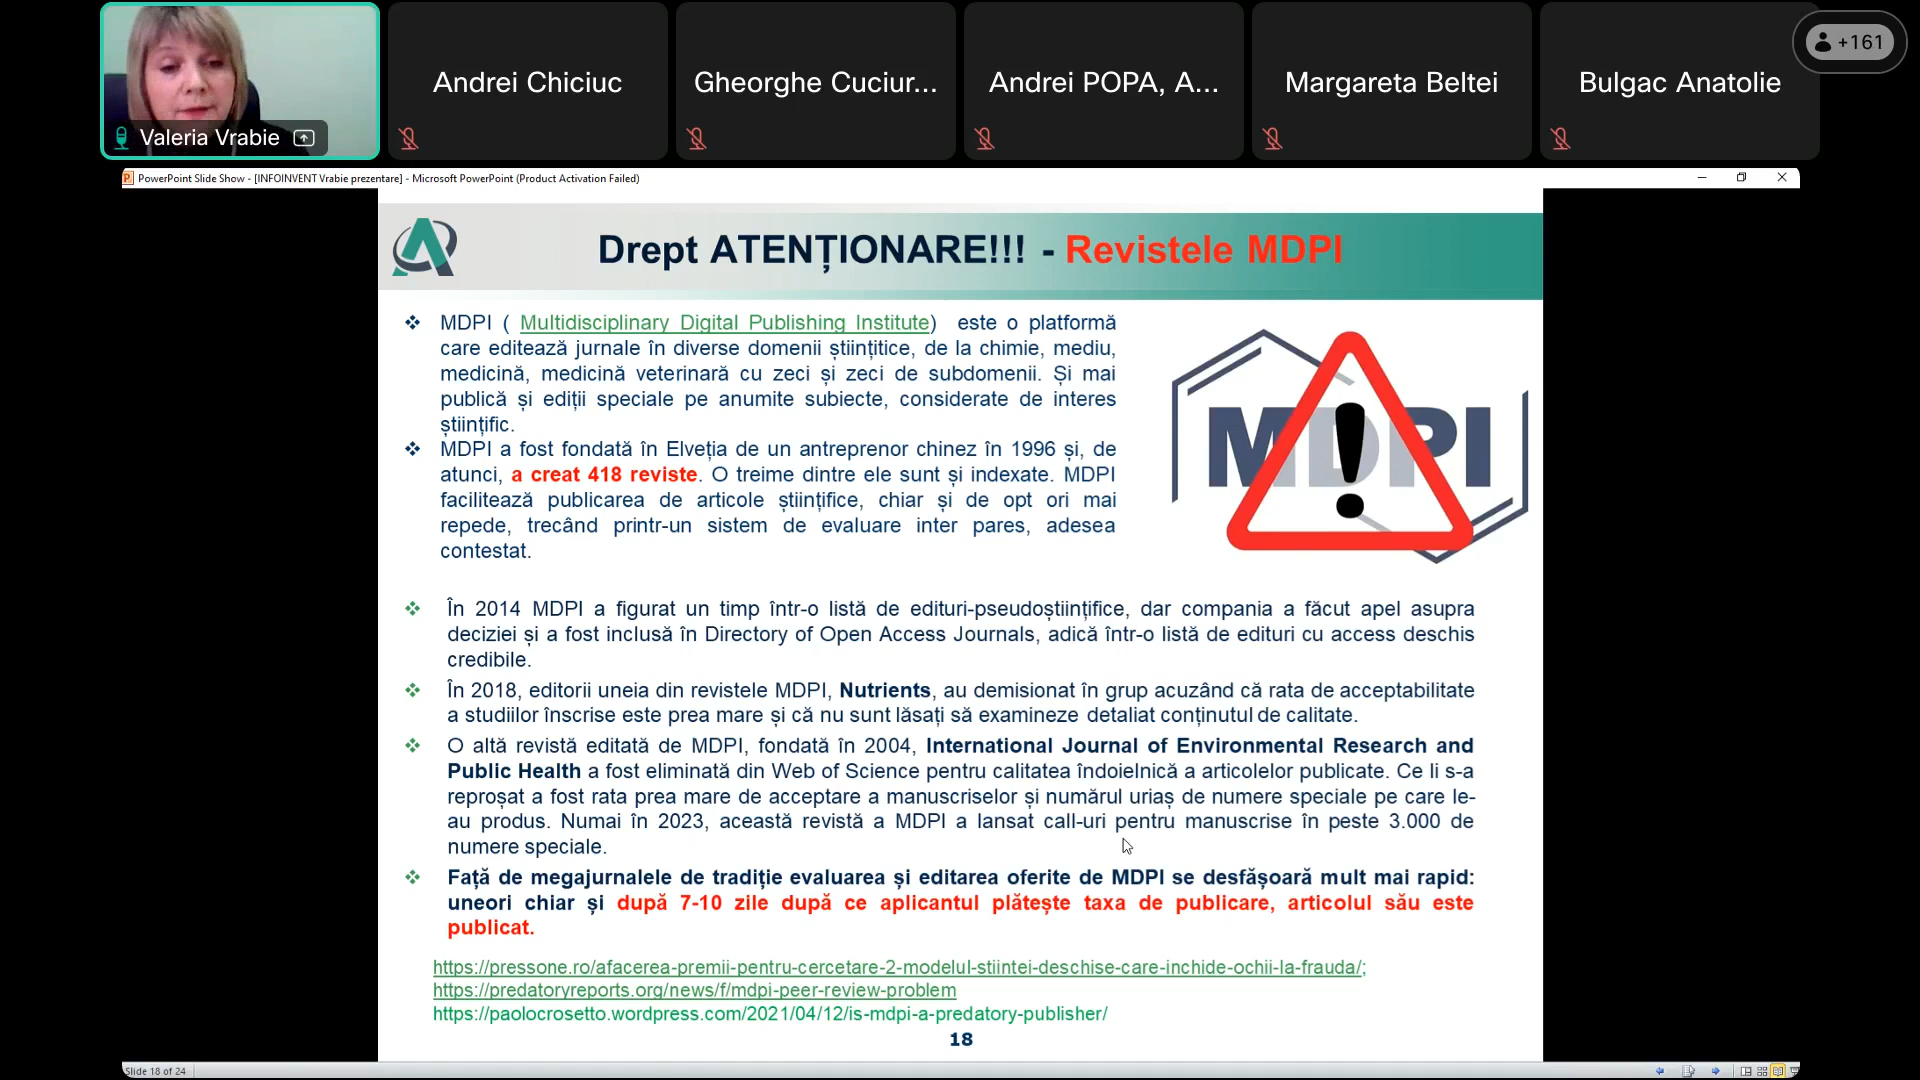 Andrei Chiciuc
Gheorghe Cuciur...
Andrei POPA, A...
Margareta Beltei
Bulgac Anatolie
+161
Valeria Vrabie
PowerPoint Slide Show - [INFOINVENT Vrabie prezentare] - Microsoft PowerPoint (Product Activation Failed)
Drept ATENȚIONARE!!! - Revistele MDPI
MDPI ( Multidisciplinary Digital Publishing Institute) este o platformă
care editează jurnale în diverse domenii științitice, de la chimie, mediu,
medicină, medicină veterinară cu zeci și zeci de subdomenii. Și mai
publică și ediții speciale pe anumite subiecte, considerate de interes
științific.
MDPI a fost fondată în Elveția de un antreprenor chinez în 1996 și, de
atunci, a creat 418 reviste. O treime dintre ele sunt și indexate. MDPI
facilitează publicarea de articole științifice, chiar și de opt ori mai
repede, trecând printr-un sistem de evaluare inter pares, adesea
contestat.
MDPI
În 2014 MDPI a figurat un timp într-o listă de edituri-pseudoștiințifice, dar compania a făcut apel asupra
deciziei și a fost inclusă în Directory of Open Access Journals, adică într-o listă de edituri cu access deschis
credibile.
În 2018, editorii uneia din revistele MDPI, Nutrients, au demisionat în grup acuzând că rata de acceptabilitate
a studiilor înscrise este prea mare și că nu sunt lăsați să examineze detaliat conținutul de calitate.
O altă revistă editată de MDPI, fondată în 2004, International Journal of Environmental Research and
Public Health a fost eliminată din Web of Science pentru calitatea îndoielnică a articolelor publicate. Ce li s-a
reproșat a fost rata prea mare de acceptare a manuscriselor și numărul uriaș de numere speciale pe care le-
au produs. Numai în 2023, această revistă a MDPI a lansat call-uri pentru manuscrise în peste 3.000 de
numere speciale.
Față de megajurnalele de tradiție evaluarea și editarea oferite de MDPI se desfășoară mult mai rapid:
uneori chiar și după 7-10 zile după ce aplicantul plătește taxa de publicare, articolul său este
publicat.
https://pressone.ro/afacerea-premii-pentru-cercetare-2-modelul-stiintei-deschise-care-inchide-ochii-la-frauda/;
https://predatoryreports.org/news/f/mdpi-peer-review-problem
https://paolocrosetto.wordpress.com/2021/04/12/is-mdpi-a-predatory-publisher/
18
Slide 18 of 24